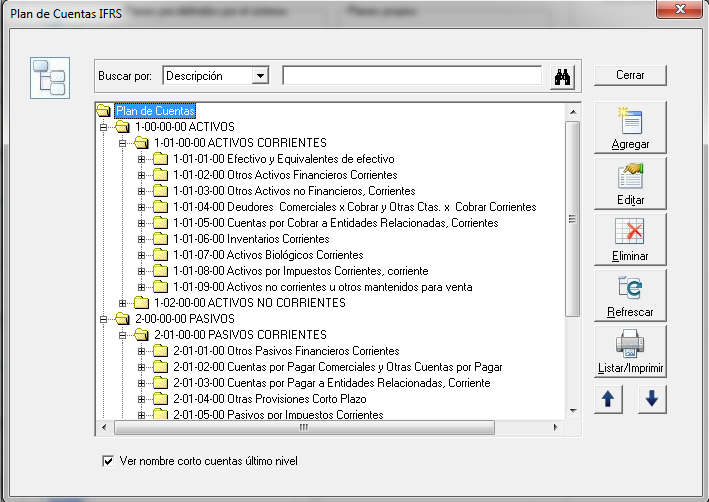 Plan de Cuentas IFRS
Buscar por:
Descripción
Cerrar
Plan de Cuentas
1-00-00-00 ACTIVOS
1-01-00-00 ACTIVOS CORRIENTES
1-01-01-00 Efectivo y Equivalentes de efectivo
1-01-02-00 Otros Activos Financieros Corrientes
1-01-03-00 Otros Activos no Financieros, Corrientes
1-01-04-00 Deudores Comerciales x Cobrar y Otras Ctas. x Cobrar Corrientes
1-01-05-00 Cuentas por Cobrar a Entidades Relacionadas, Corrientes
1-01-06-00 Inventarios Corrientes
1-01-07-00 Activos Biológicos Corrientes
1-01-08-00 Activos por Impuestos Corrientes, corriente
1-01-09-00 Activos no corrientes u otros mantenidos para venta
1-02-00-00 ACTIVOS NO CORRIENTES
2-00-00-00 PASIVOS
2-01-00-00 PASIVOS CORRIENTES
2-01-01-00 Otros Pasivos Financieros Corrientes
2-01-02-00 Cuentas por Pagar Comerciales y Otras Cuentas por Pagar
2-01-03-00 Cuentas por Pagar a Entidades Relacionadas, Corriente
2-01-04-00 Otras Provisiones Corto Plazo
2-01-05-00 Pasivos por Impuestos Corrientes
Agregar
Editar
Eliminar
Refrescar
Listar/Imprimir
Ver nombre corto cuentas último nivel